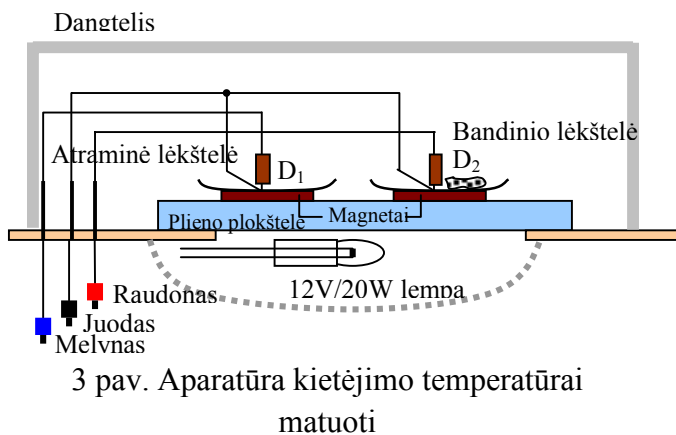 Dangtelis
Bandinio lėkštelė
Atraminė lėkštelė
D1
D2
Plieno plokštelė
Magnetai
12V/20W lempa
Raudonas
Juodas
Melvnas
3 pav. Aparatūra kietėjimo temperatūrai
matuoti